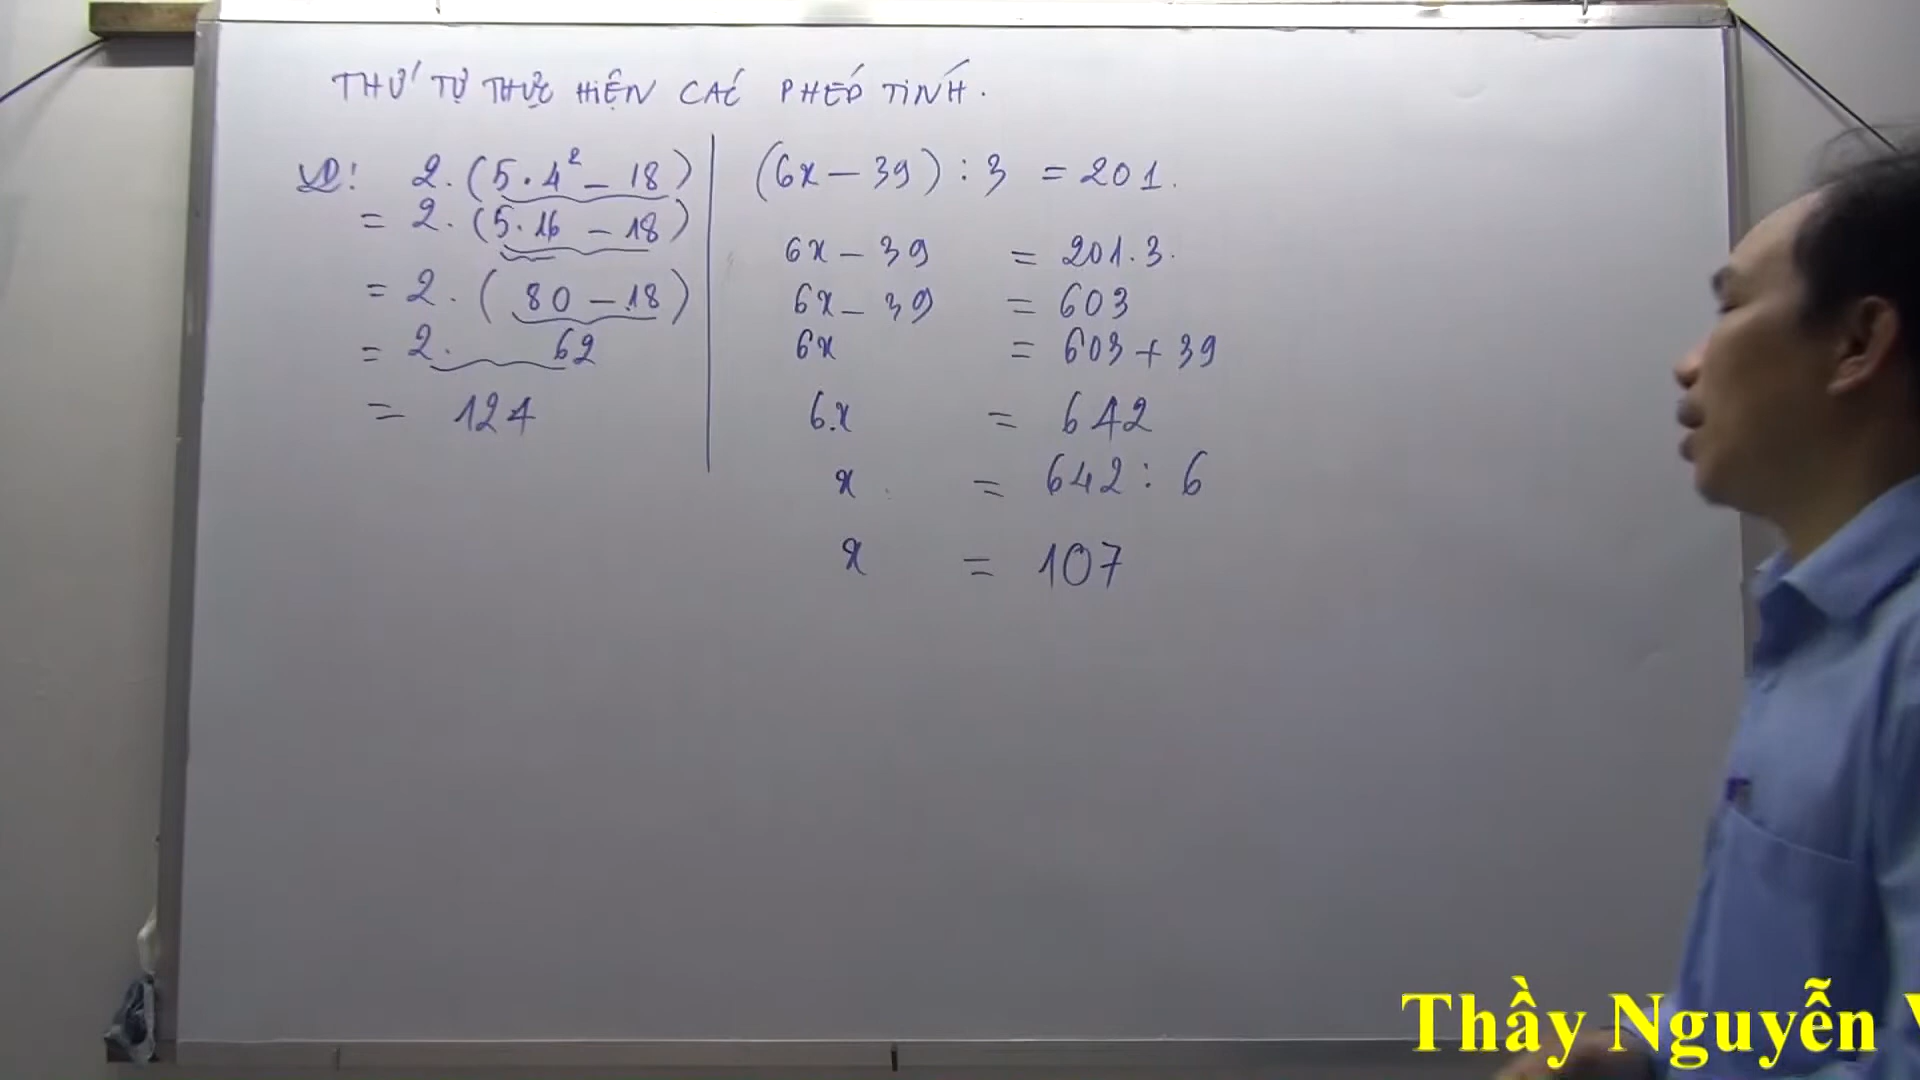 THỨ TỰ THỰC HIỆN CÁC PHÉP TÍNH.
VD: 2.(5.4² - 18)
= 2.(5.16 - 18)
= 2.(80 - 18)
= 2. 62
= 124
(6x - 39) : 3 = 201.
6x - 39 = 201.3.
6x - 39 = 603
6x = 603 + 39
6.x = 642
x = 642 : 6
x = 107
Thầy Nguyễn